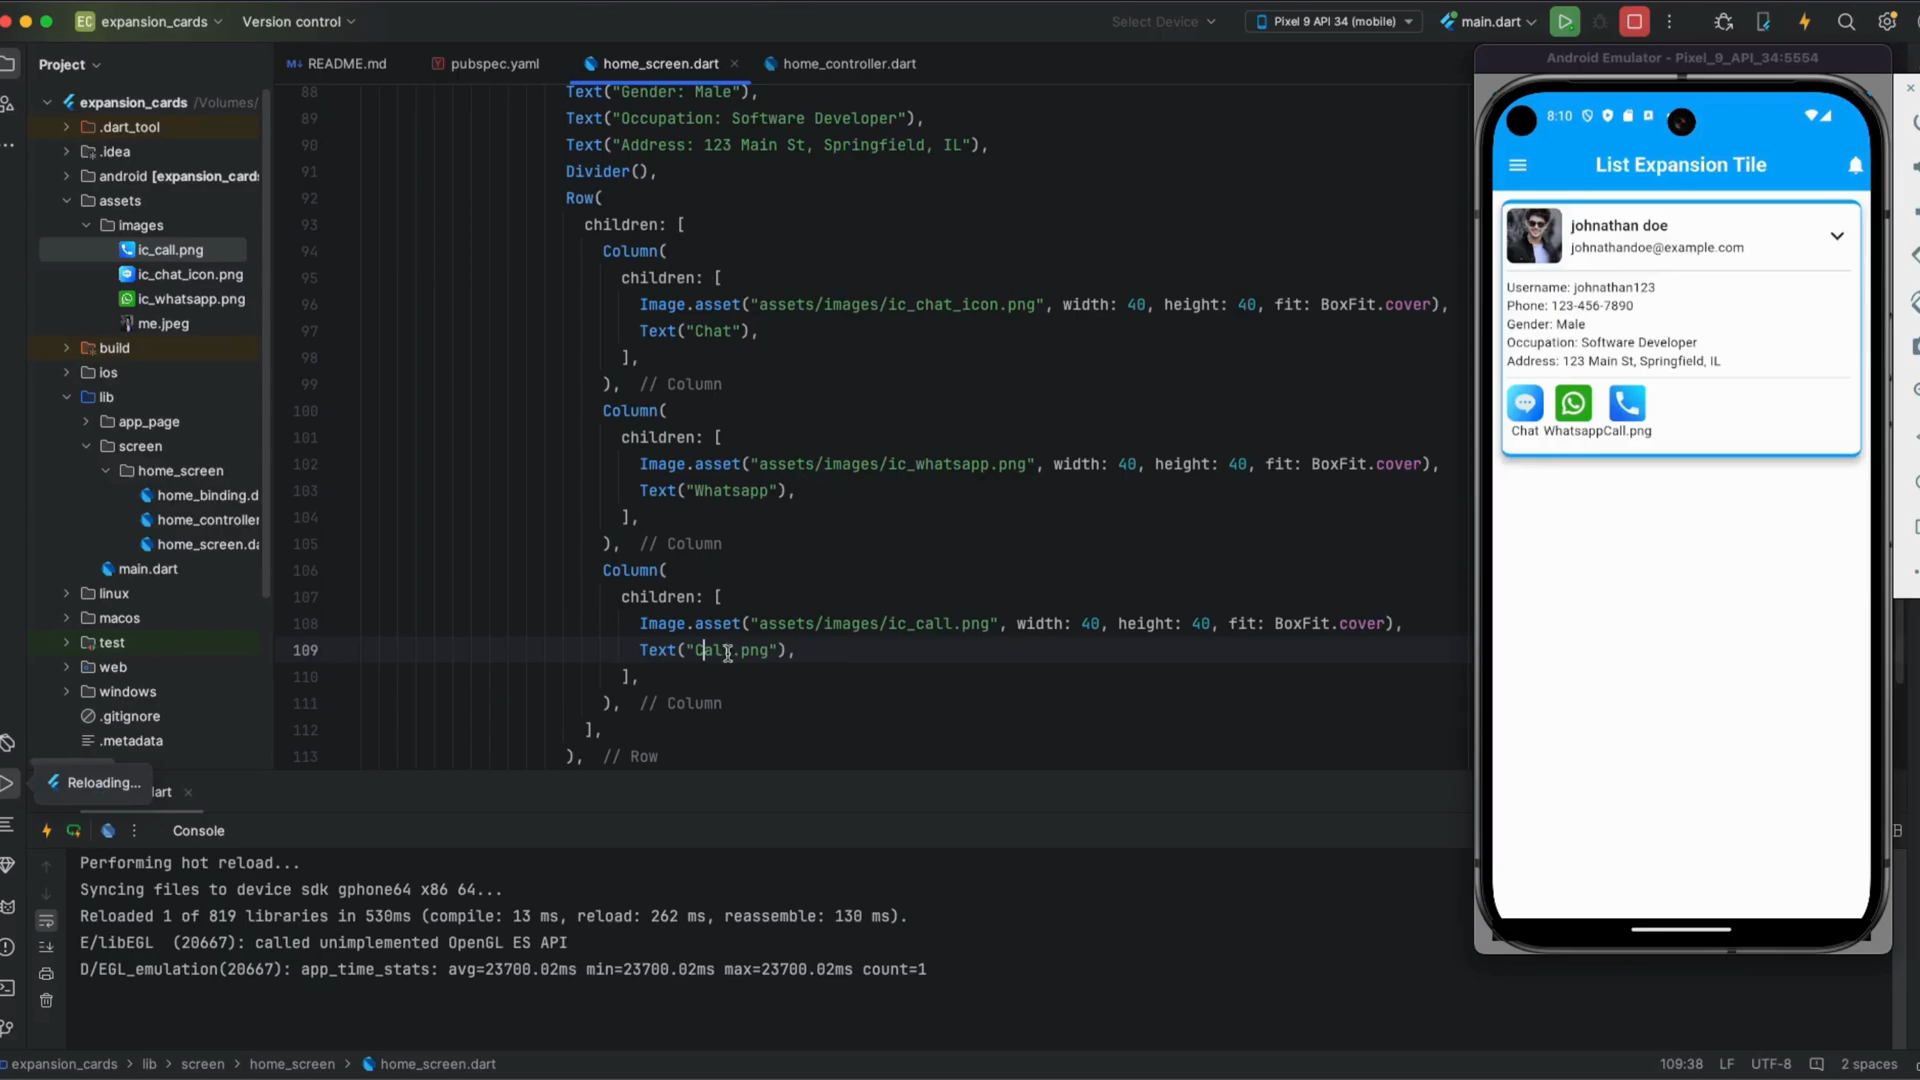 EC expansion_cards Version control Select Device Pixel 9 API 34 (mobile) main.dart
Project
README.md pubspec.yaml home_screen.dart home_controller.dart
expansion_cards /Volumes/
.dart_tool
.idea
android [expansion_card
assets
images
ic_call.png
ic_chat_icon.png
ic_whatsapp.png
me.jpeg
build
ios
lib
app_page
screen
home_screen
home_binding.d
home_controller
home_screen.da
main.dart
linux
macos
test
web
windows
.gitignore
.metadata
88 Text("Gender: Male"),
89 Text("Occupation: Software Developer"),
90 Text("Address: 123 Main St, Springfield, IL"),
91 Divider(),
92 Row(
93 children: [
94 Column(
95 children: [
96 Image.asset("assets/images/ic_chat_icon.png", width: 40, height: 40, fit: BoxFit.cover),
97 Text("Chat"),
98 ],
99 ), // Column
100 Column(
101 children: [
102 Image.asset("assets/images/ic_whatsapp.png", width: 40, height: 40, fit: BoxFit.cover),
103 Text("Whatsapp"),
104 ],
105 ), // Column
106 Column(
107 children: [
108 Image.asset("assets/images/ic_call.png", width: 40, height: 40, fit: BoxFit.cover),
109 Text("Call.png"),
110 ],
111 ), // Column
112 ],
113 ), // Row
Android Emulator - Pixel_9_API_34:5554
8:10
List Expansion Tile
johnathan doe
johnathandoe@example.com
Username: johnathan123
Phone: 123-456-7890
Gender: Male
Occupation: Software Developer
Address: 123 Main St, Springfield, IL
Chat WhatsappCall.png
Reloading...
art
Console
Performing hot reload...
Syncing files to device sdk gphone64 x86 64...
Reloaded 1 of 819 libraries in 530ms (compile: 13 ms, reload: 262 ms, reassemble: 130 ms).
E/libEGL (20667): called unimplemented OpenGL ES API
D/EGL_emulation(20667): app_time_stats: avg=23700.02ms min=23700.02ms max=23700.02ms count=1
expansion_cards > lib > screen > home_screen > home_screen.dart 109:38 LF UTF-8 2 spaces